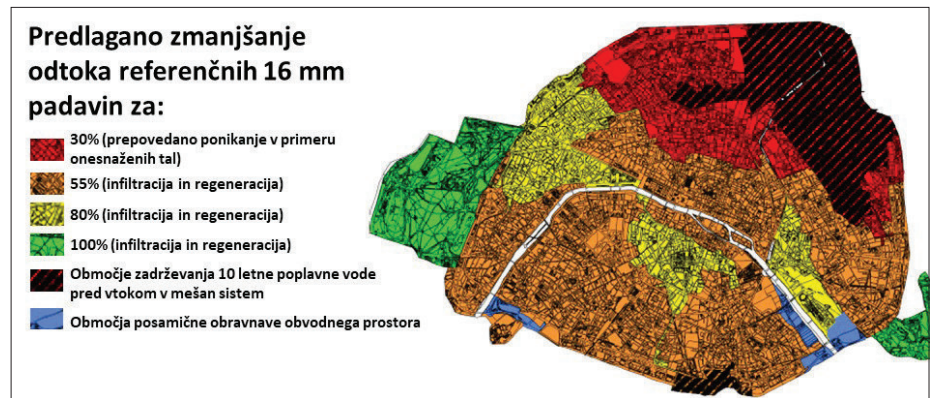 Predlagano zmanjšanje
odtoka referenčnih 16 mm
padavin za:
30% (prepovedano ponikanje v primeru
onesnaženih tal)
55% (infiltracija in regeneracija)
80% (infiltracija in regeneracija)
100% (infiltracija in regeneracija)
Območje zadrževanja 10 letne poplavne vode
pred vtokom v mešan sistem
Območja posamične obravnave obvodnega prostora